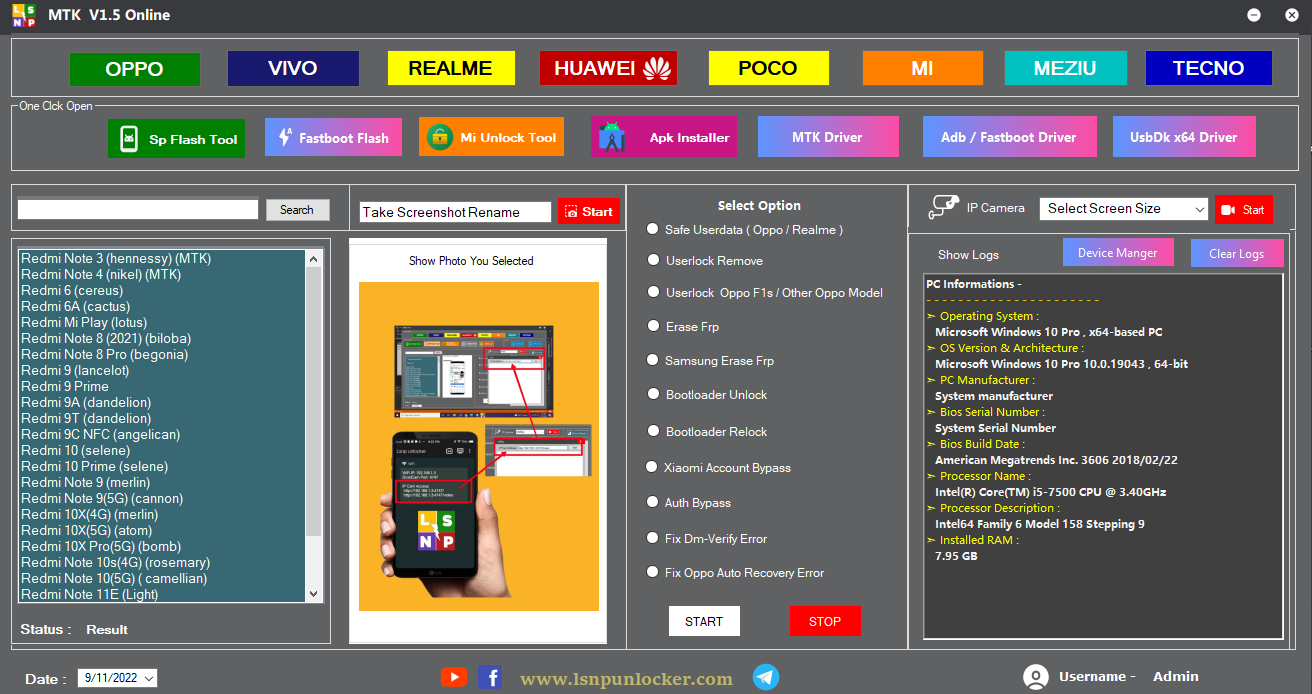 LS NP MTK V1.5 Online
OPPO VIVO REALME HUAWEI POCO MI MEZIU TECNO
One Clck Open
Sp Flash Tool Fastboot Flash Mi Unlock Tool Apk Installer MTK Driver Adb / Fastboot Driver UsbDk x64 Driver
Search
Redmi Note 3 (hennessy) (MTK)
Redmi Note 4 (nikel) (MTK)
Redmi 6 (cereus)
Redmi 6A (cactus)
Redmi Mi Play (lotus)
Redmi Note 8 (2021) (biloba)
Redmi Note 8 Pro (begonia)
Redmi 9 (lancelot)
Redmi 9 Prime
Redmi 9A (dandelion)
Redmi 9T (dandelion)
Redmi 9C NFC (angelican)
Redmi 10 (selene)
Redmi 10 Prime (selene)
Redmi Note 9 (merlin)
Redmi Note 9(5G) (cannon)
Redmi 10X(4G) (merlin)
Redmi 10X(5G) (atom)
Redmi 10X Pro(5G) (bomb)
Redmi Note 10s(4G) (rosemary)
Redmi Note 10(5G) ( camellian)
Redmi Note 11E (Light)
Status : Result
Take Screenshot Rename Start
Show Photo You Selected
Lsnp unlocker
WiFi
IP Cam Access:
LS
NP
LG
Select Option
Safe Userdata ( Oppo / Realme )
Userlock Remove
Userlock Oppo F1s / Other Oppo Model
Erase Frp
Samsung Erase Frp
Bootloader Unlock
Bootloader Relock
Xiaomi Account Bypass
Auth Bypass
Fix Dm-Verify Error
Fix Oppo Auto Recovery Error
START STOP
IP Camera Select Screen Size Start
Show Logs Device Manger Clear Logs
PC Informations -
- - - - - - - - - - - - - - - - - - - - - -
➣ Operating System :
Microsoft Windows 10 Pro , x64-based PC
➣ OS Version & Architecture :
Microsoft Windows 10 Pro 10.0.19043 , 64-bit
➣ PC Manufacturer :
System manufacturer
➣ Bios Serial Number :
System Serial Number
➣ Bios Build Date :
American Megatrends Inc. 3606 2018/02/22
➣ Processor Name :
Intel(R) Core(TM) i5-7500 CPU @ 3.40GHz
➣ Processor Description :
Intel64 Family 6 Model 158 Stepping 9
➣ Installed RAM :
7.95 GB
Date : 9/11/2022 www.lsnpunlocker.com Username - Admin